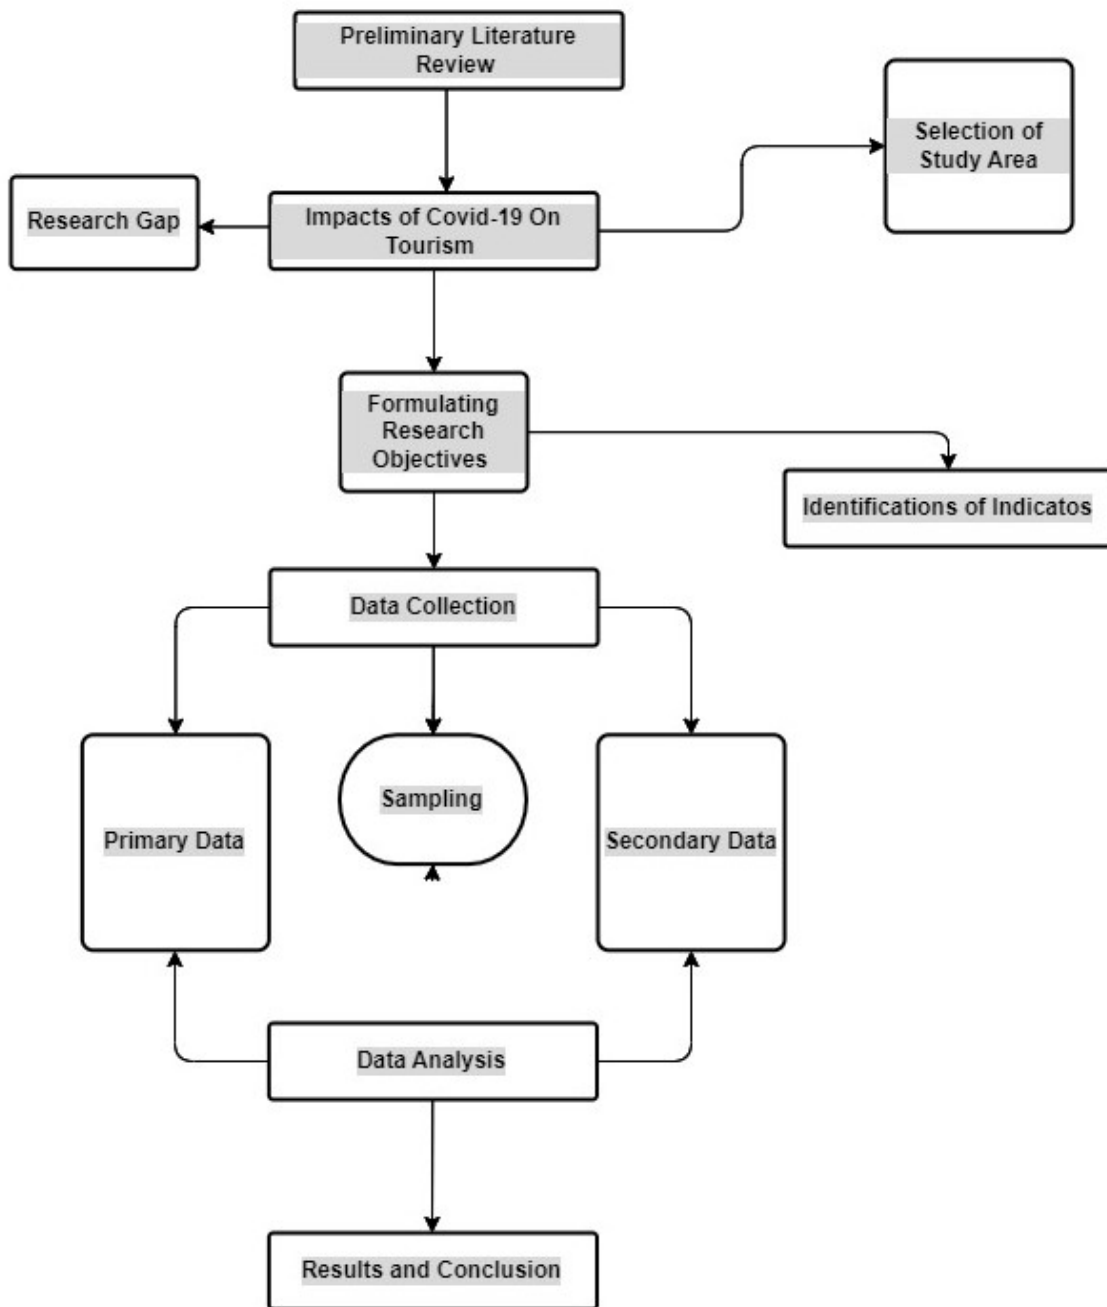 Preliminary Literature
Review
Selection of
Study Area
Research Gap
Impacts of Covid-19 On
Tourism
Formulating
Research
Objectives
Identifications of Indicatos
Data Collection
Primary Data
Sampling
Secondary Data
Data Analysis
Results and Conclusion